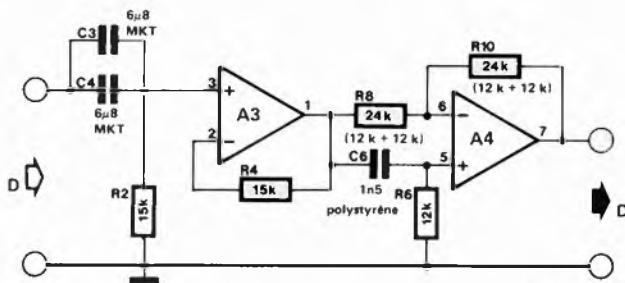 6µ8
MKT
C3
C4
6µ8
MKT
D
R2
15k
3
+
A3
2
−
1
R4
15k
R8
24k
(12 k + 12 k)
C6
1n5
polystyrène
R10
24k
(12 k + 12 k)
6
−
A4
7
5
+
R6
12k
D